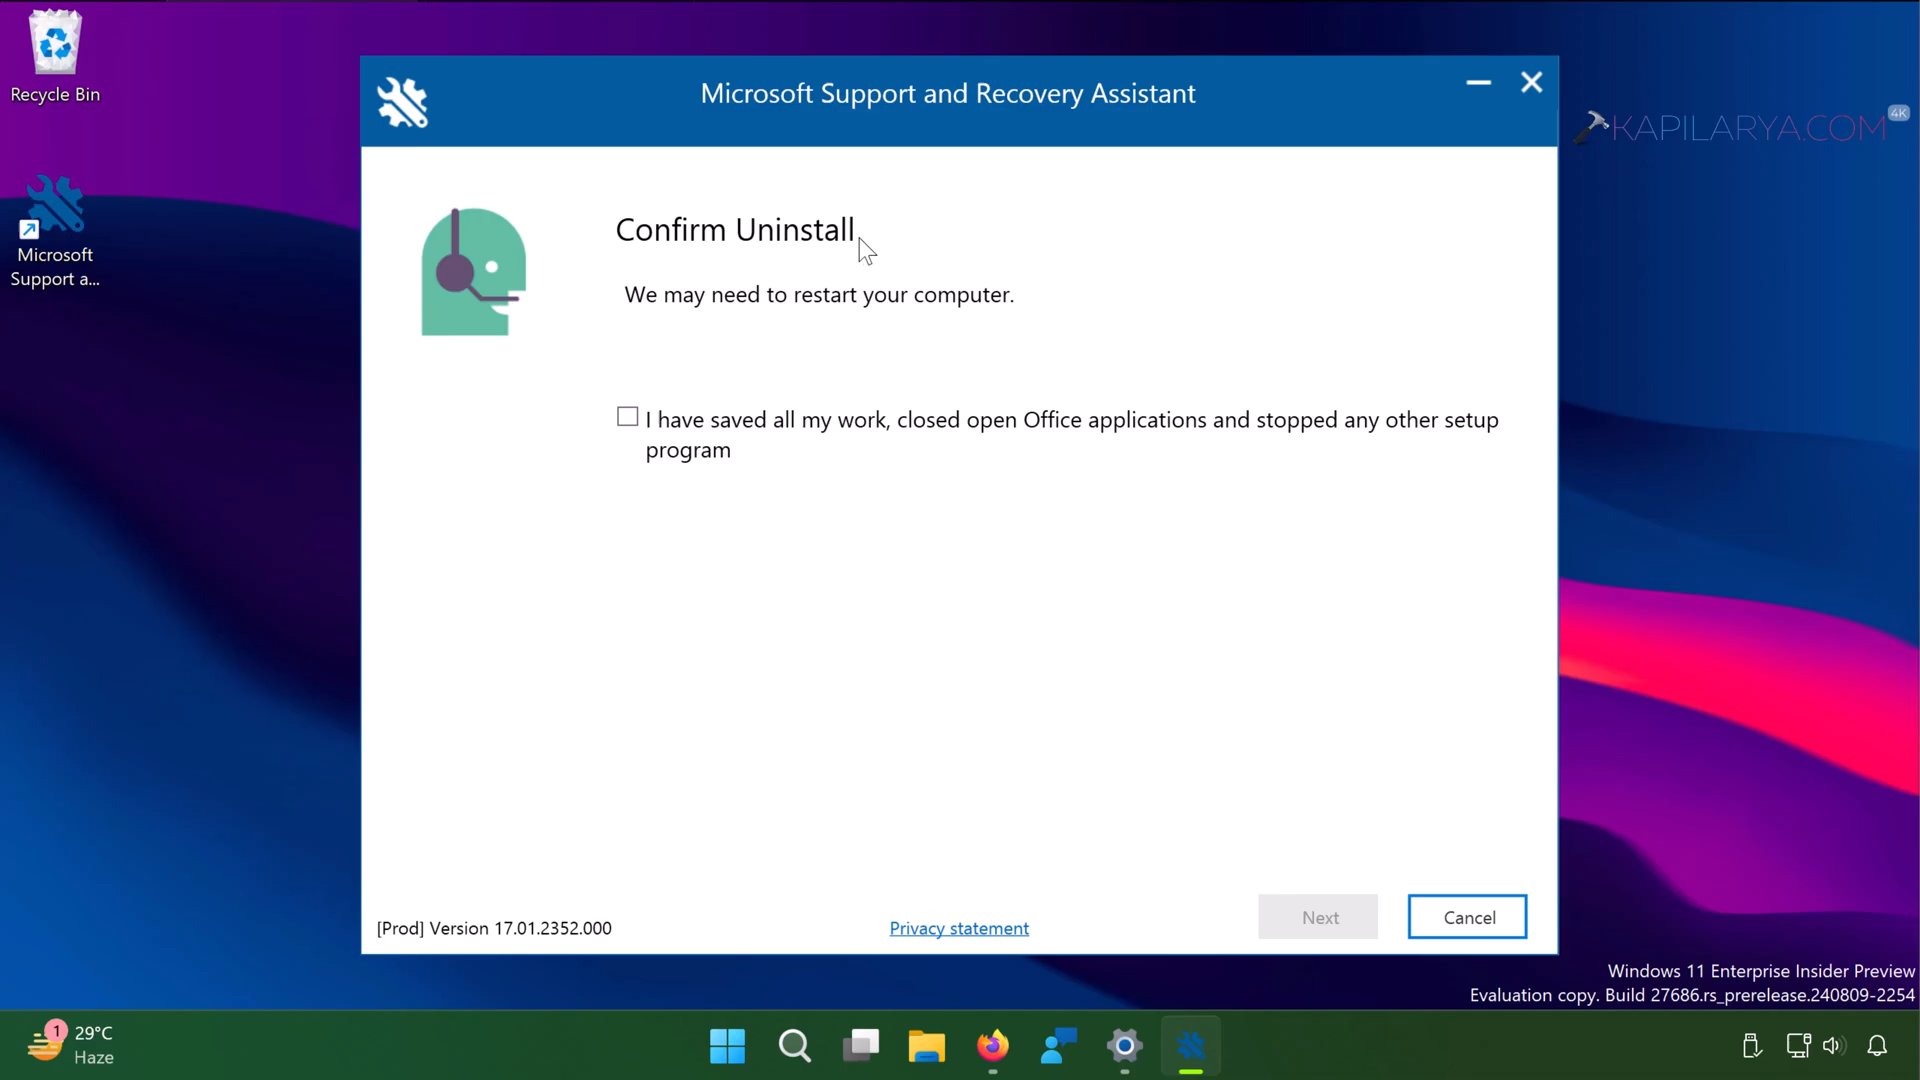 Recycle Bin
Microsoft
Support a...
Microsoft Support and Recovery Assistant
4K
KAPILARYA.COM
Confirm Uninstall
We may need to restart your computer.
I have saved all my work, closed open Office applications and stopped any other setup
program
[Prod] Version 17.01.2352.000
Privacy statement
Next
Cancel
Windows 11 Enterprise Insider Preview
Evaluation copy. Build 27686.rs_prerelease.240809-2254
1
29°C
Haze